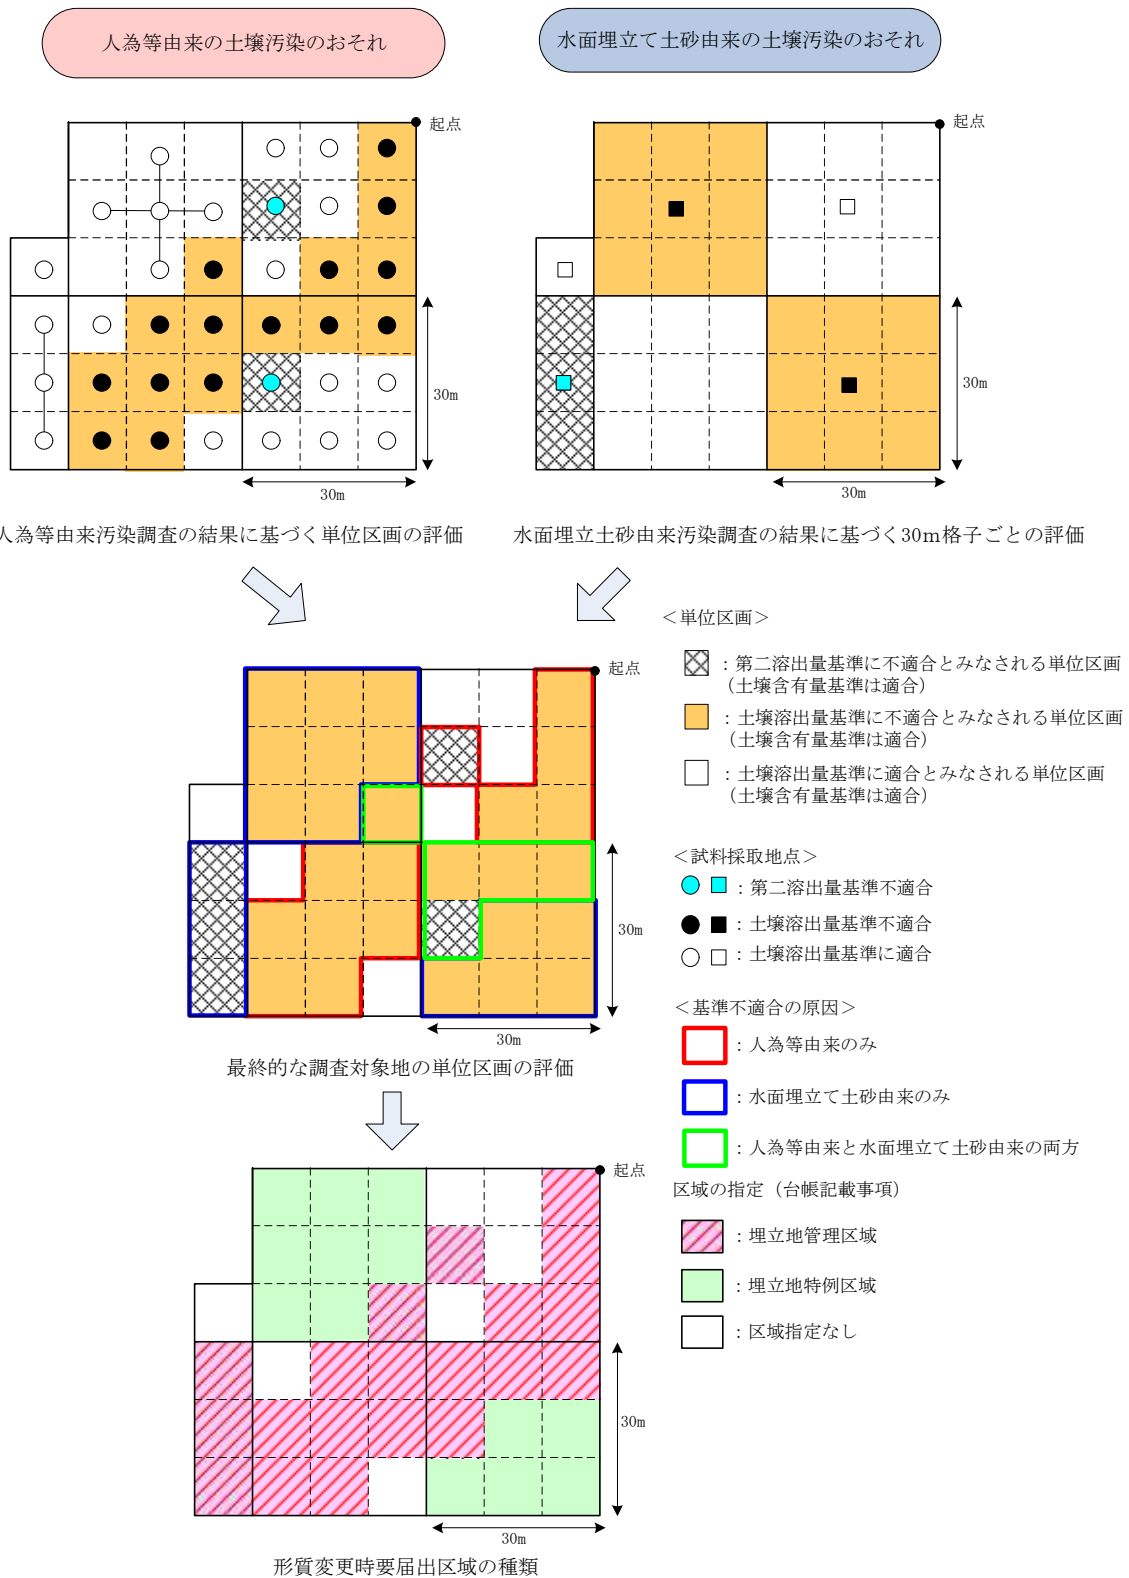 人為等由来の土壌汚染のおそれ
水面埋立て土砂由来の土壌汚染のおそれ
起点
起点
30m
30m
30m
30m
人為等由来汚染調査の結果に基づく単位区画の評価
水面埋立土砂由来汚染調査の結果に基づく30m格子ごとの評価
<単位区画>
起点
:第二溶出量基準に不適合とみなされる単位区画
(土壌含有量基準は適合)
:土壌溶出量基準に不適合とみなされる単位区画
(土壌含有量基準は適合)
:土壌溶出量基準に適合とみなされる単位区画
(土壌含有量基準は適合)
<試料採取地点>
:第二溶出量基準不適合
:土壌溶出量基準不適合
:土壌溶出量基準に適合
30m
30m
最終的な調査対象地の単位区画の評価
<基準不適合の原因>
:人為等由来のみ
:水面埋立て土砂由来のみ
:人為等由来と水面埋立て土砂由来の両方
起点
区域の指定(台帳記載事項)
:埋立地管理区域
:埋立地特例区域
:区域指定なし
30m
30m
形質変更時要届出区域の種類